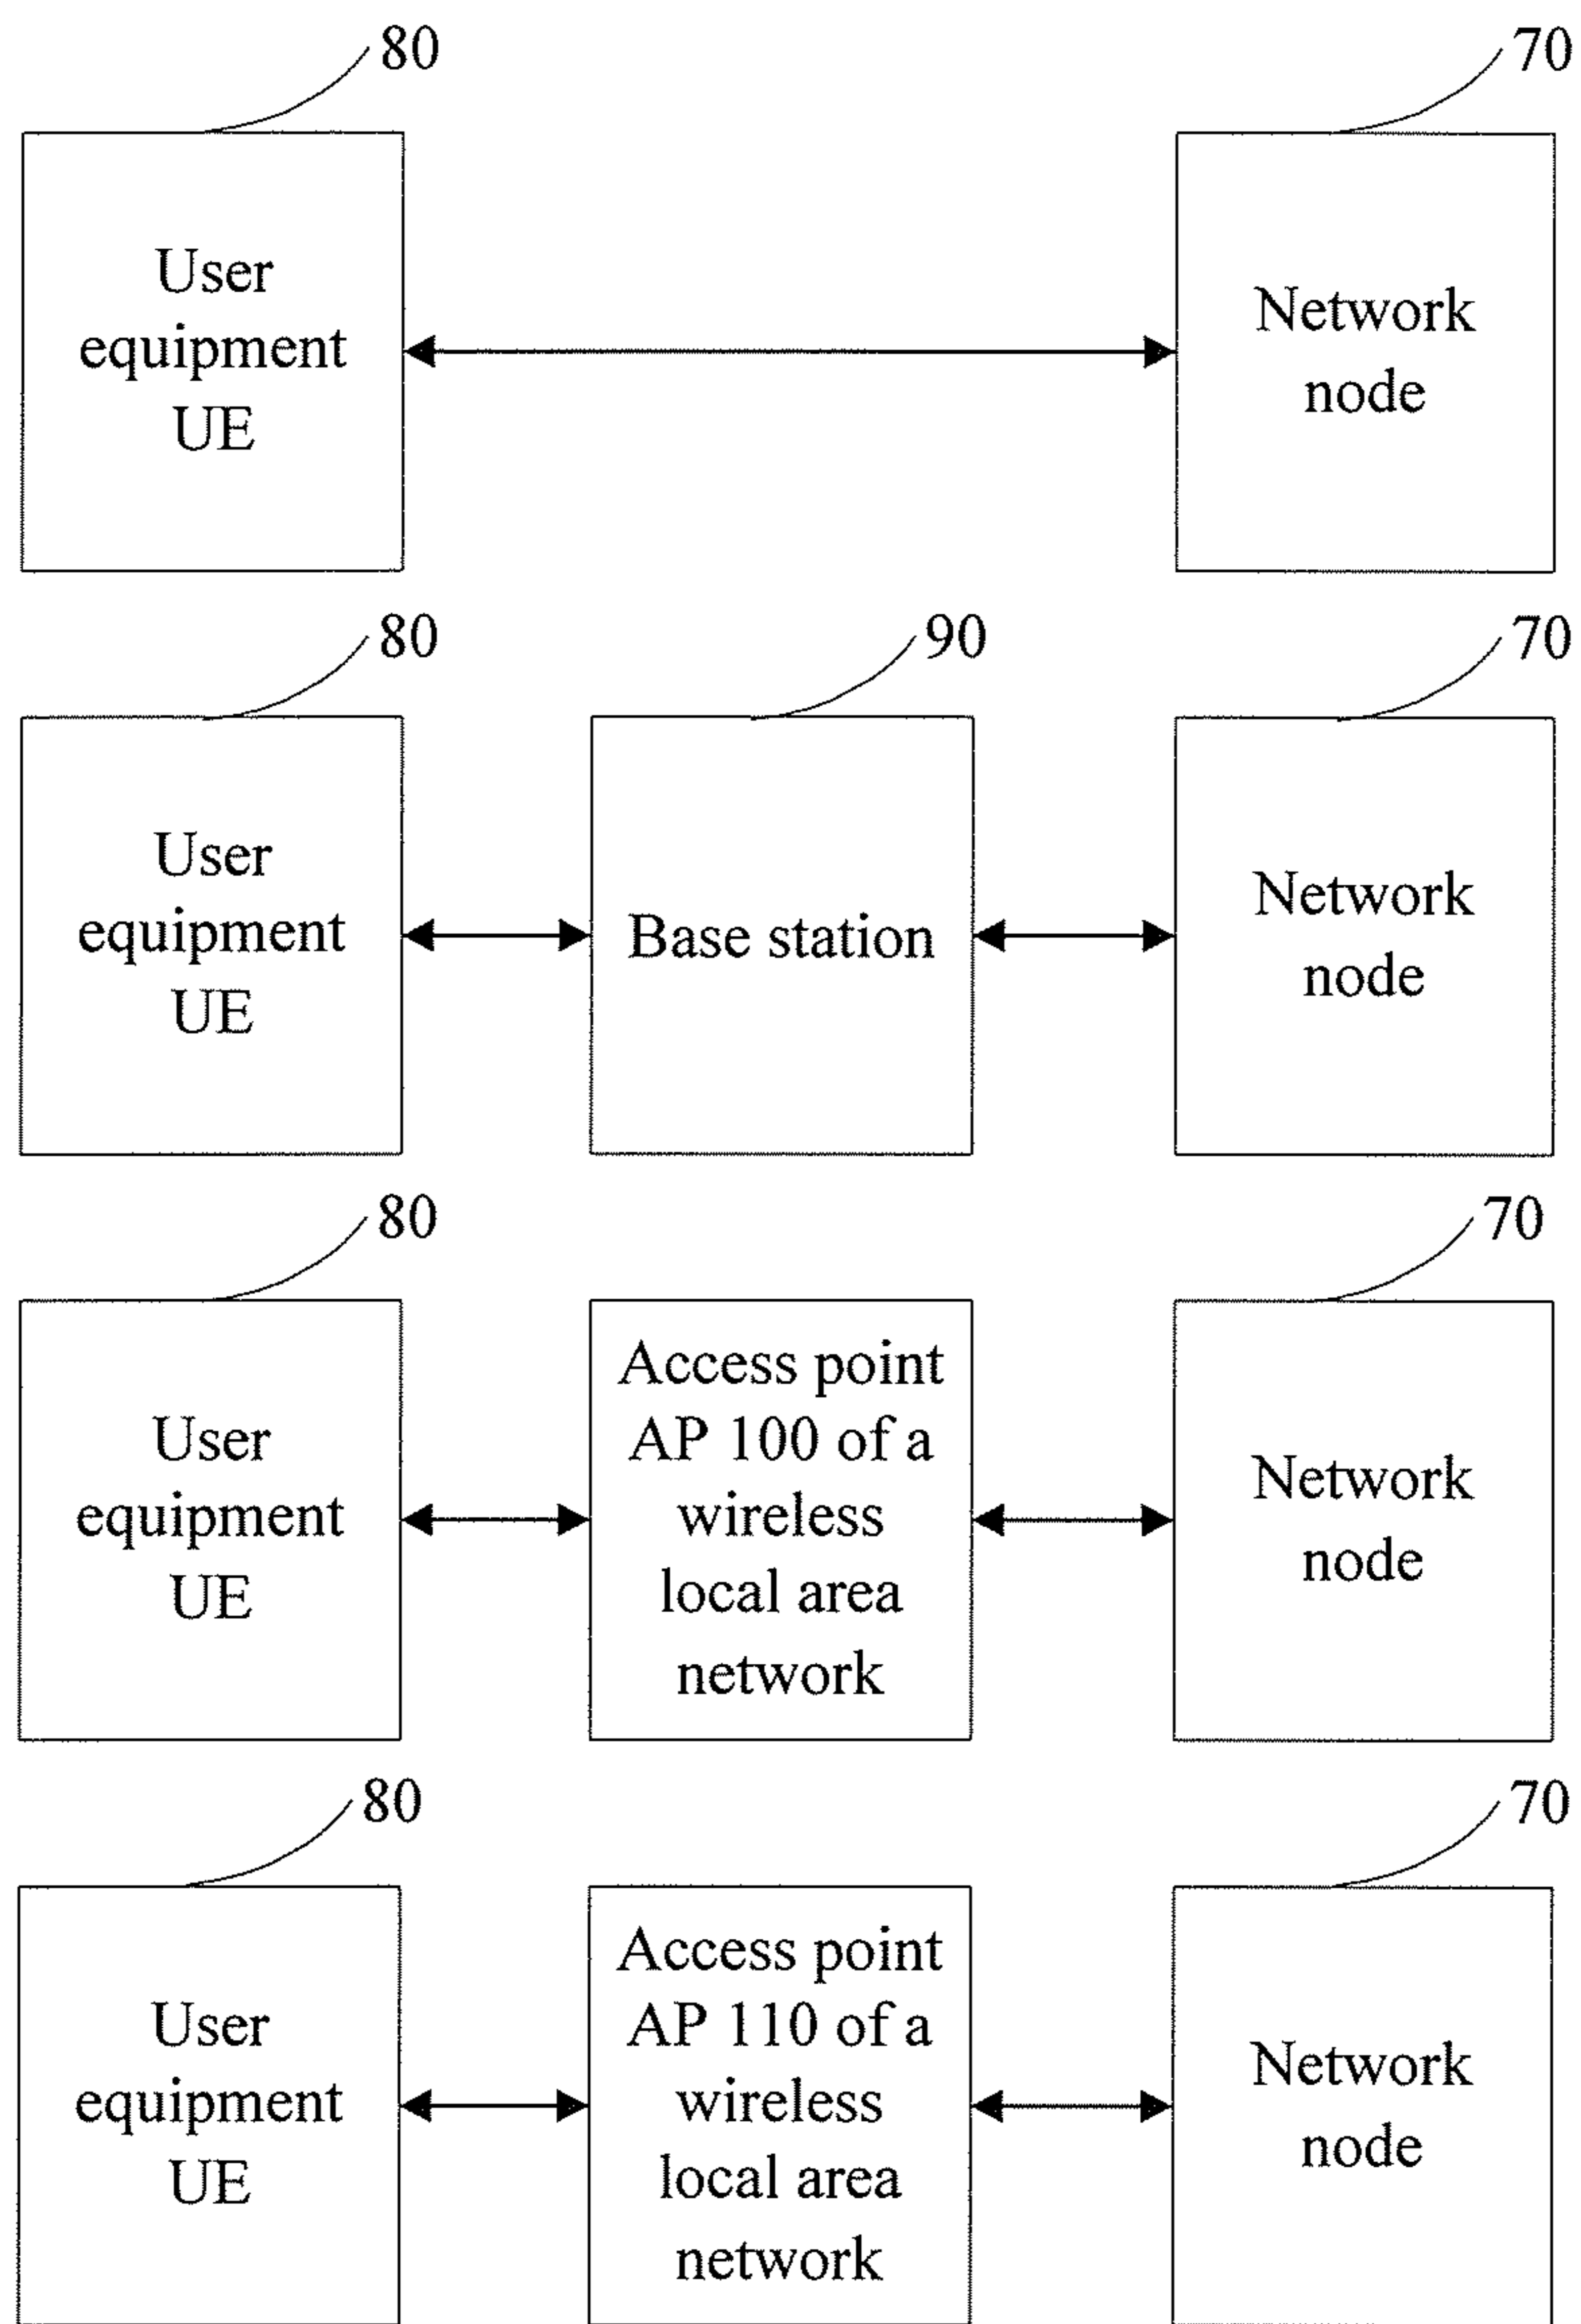 80
70
User
equipment
UE
Network
node
80
90
70
User
equipment
UE
Base station
Network
node
80
70
User
equipment
UE
Access point
AP 100 of a
wireless
local area
network
Network
node
80
70
User
equipment
UE
Access point
AP 110 of a
wireless
local area
network
Network
node